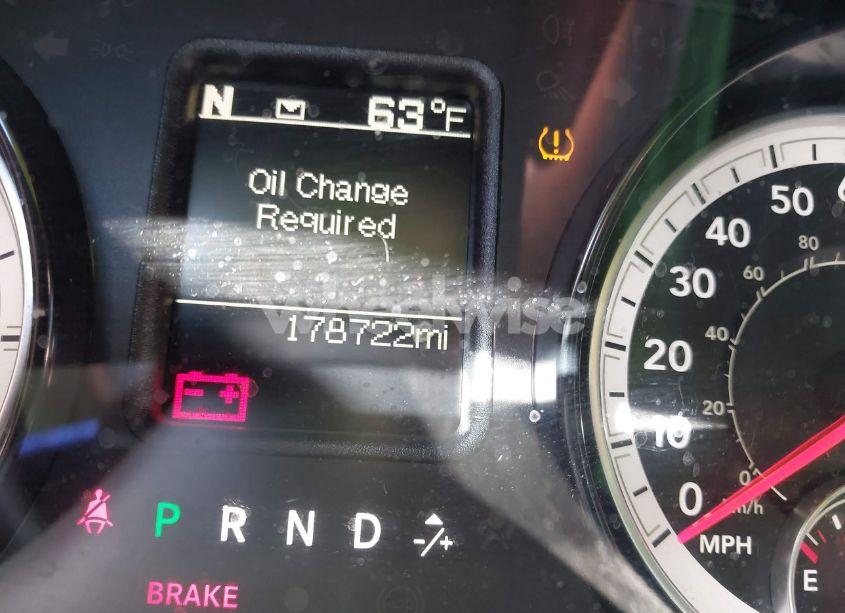 N 63°F
Oil Change
Required
178722mi
P R N D -/+
BRAKE
0 10 20 30 40 50
0 20 40 60 80
MPH
km/h
E
wheelwise